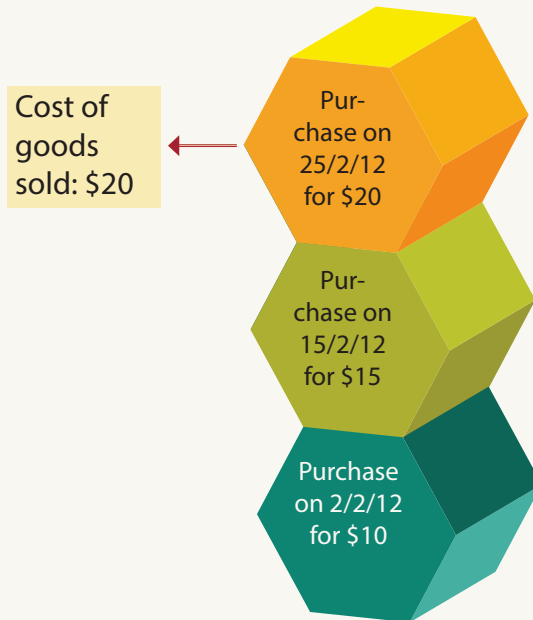 Cost of
goods
sold: $20
Pur-
chase on
25/2/12
for $20
Pur-
chase on
15/2/12
for $15
Purchase
on 2/2/12
for $10